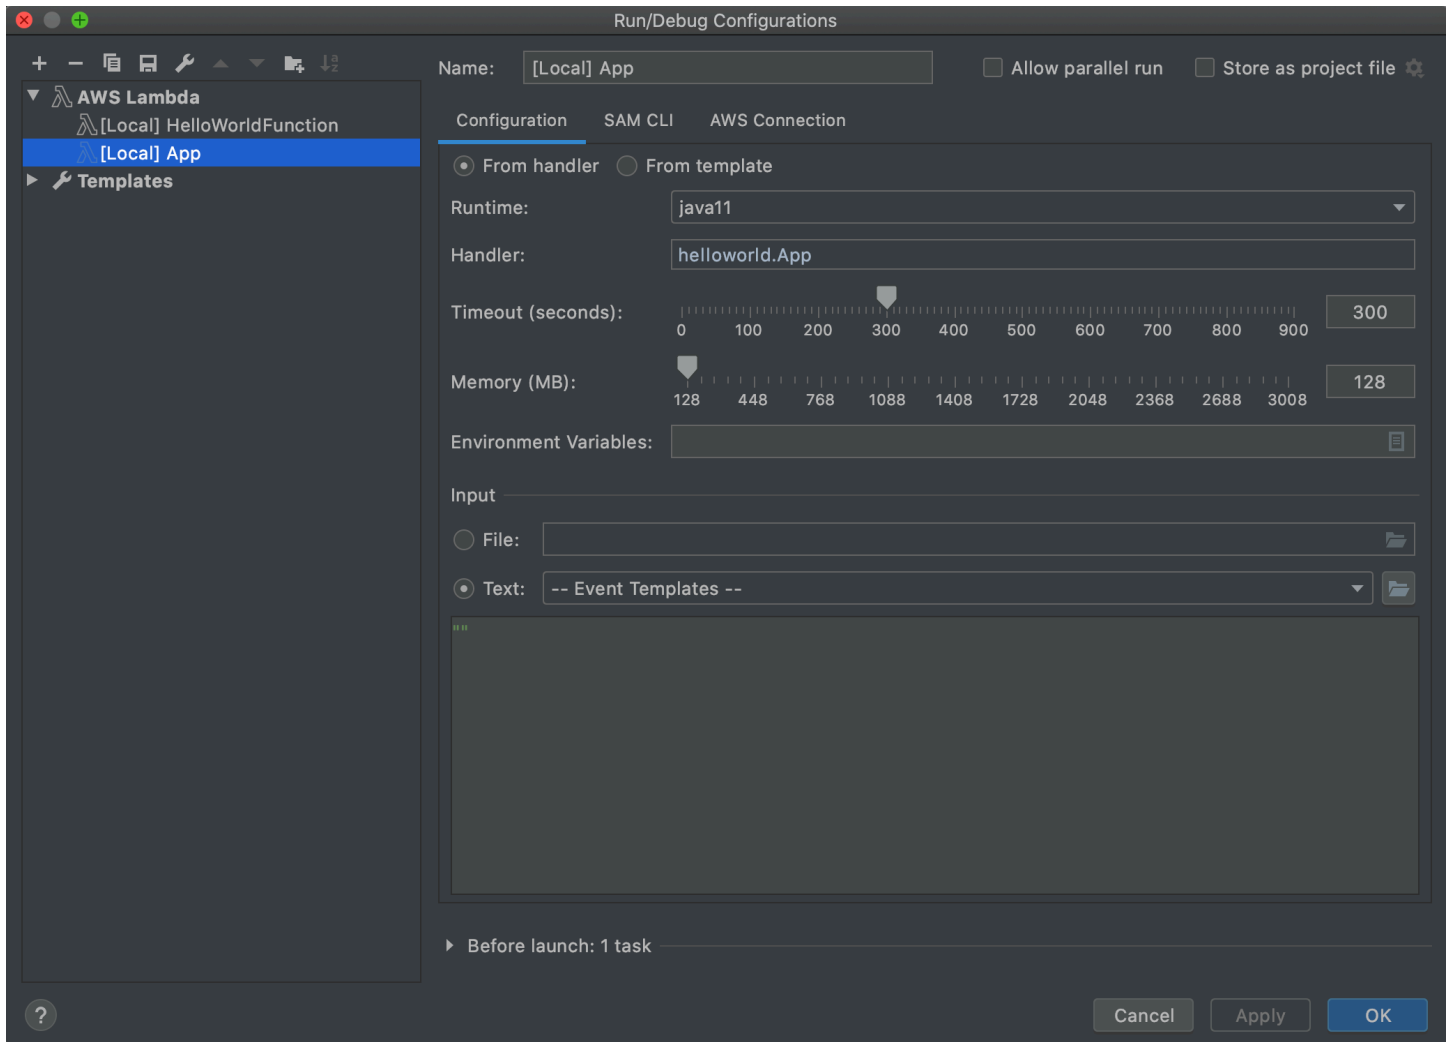 Run/Debug Configurations
Name: [Local] App Allow parallel run Store as project file
AWS Lambda
[Local] HelloWorldFunction
[Local] App
Templates
Configuration SAM CLI AWS Connection
From handler From template
Runtime: java11
Handler: helloworld.App
Timeout (seconds): 300
0 100 200 300 400 500 600 700 800 900
Memory (MB): 128
128 448 768 1088 1408 1728 2048 2368 2688 3008
Environment Variables:
Input
File:
Text: -- Event Templates --
""
Before launch: 1 task
? Cancel Apply OK